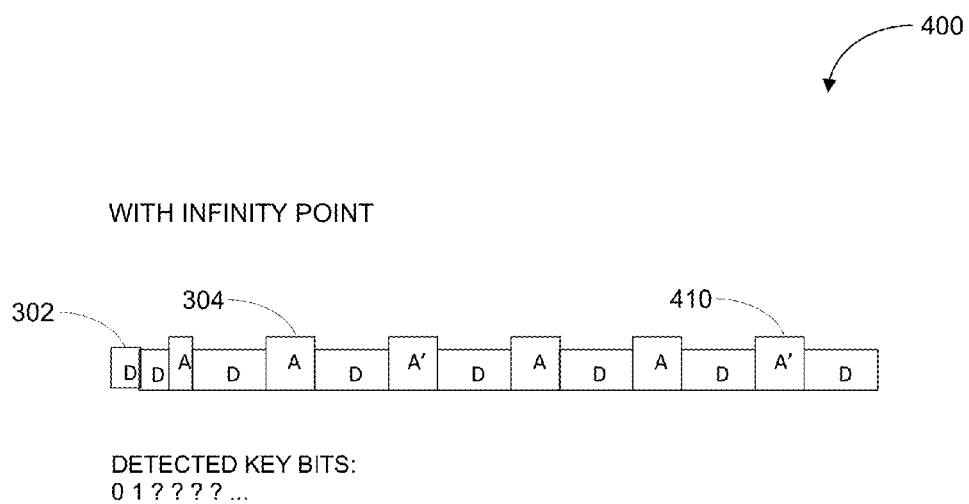 400
WITH INFINITY POINT
302 304 410
D D A D A D A' D A D A D A' D
DETECTED KEY BITS:
0 1 ? ? ? ? ...